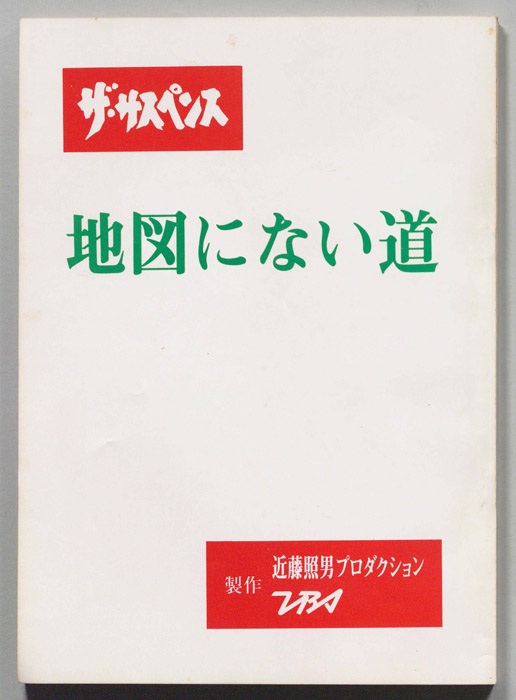 ザ・サスペンス
地図にない道
製作
近藤照男プロダクション
TBS